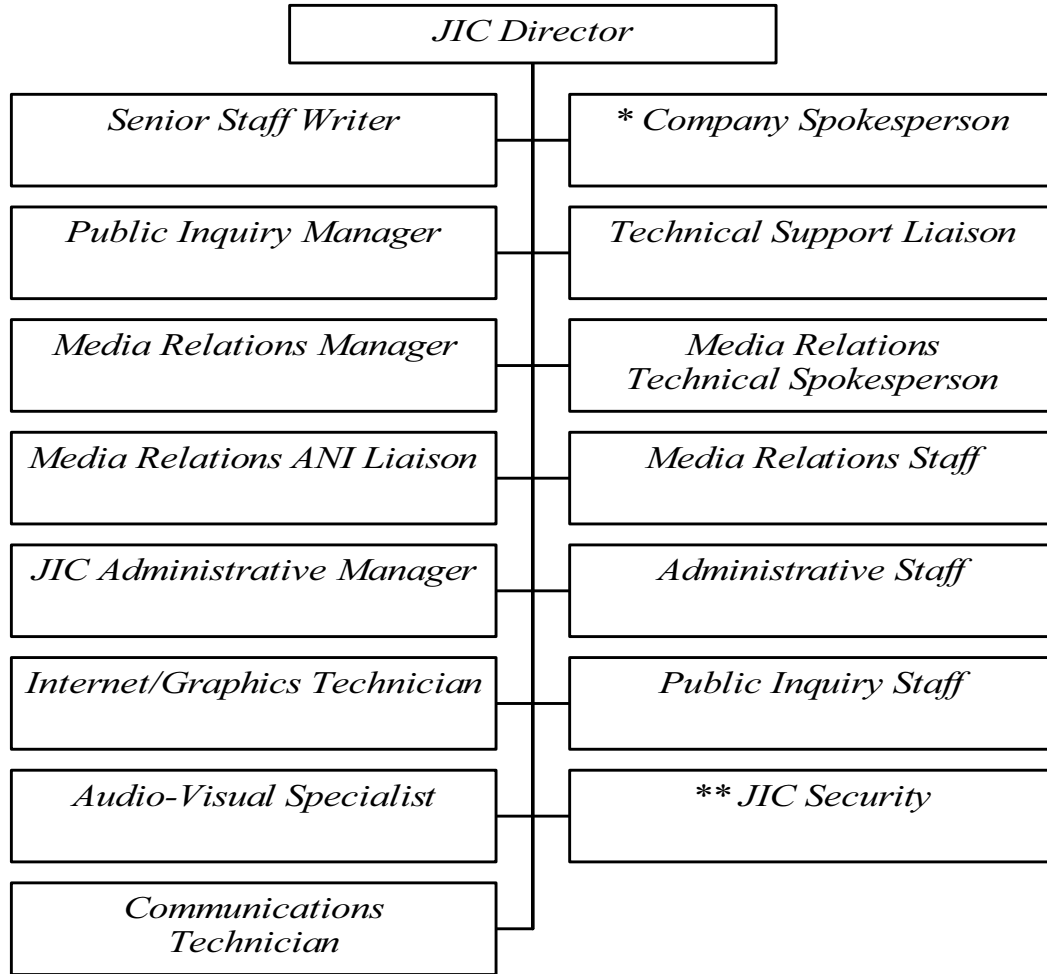 JIC Director
Senior Staff Writer
* Company Spokesperson
Public Inquiry Manager
Technical Support Liaison
Media Relations Manager
Media Relations
Technical Spokesperson
Media Relations ANI Liaison
Media Relations Staff
JIC Administrative Manager
Administrative Staff
Internet/Graphics Technician
Public Inquiry Staff
Audio-Visual Specialist
** JIC Security
Communications
Technician